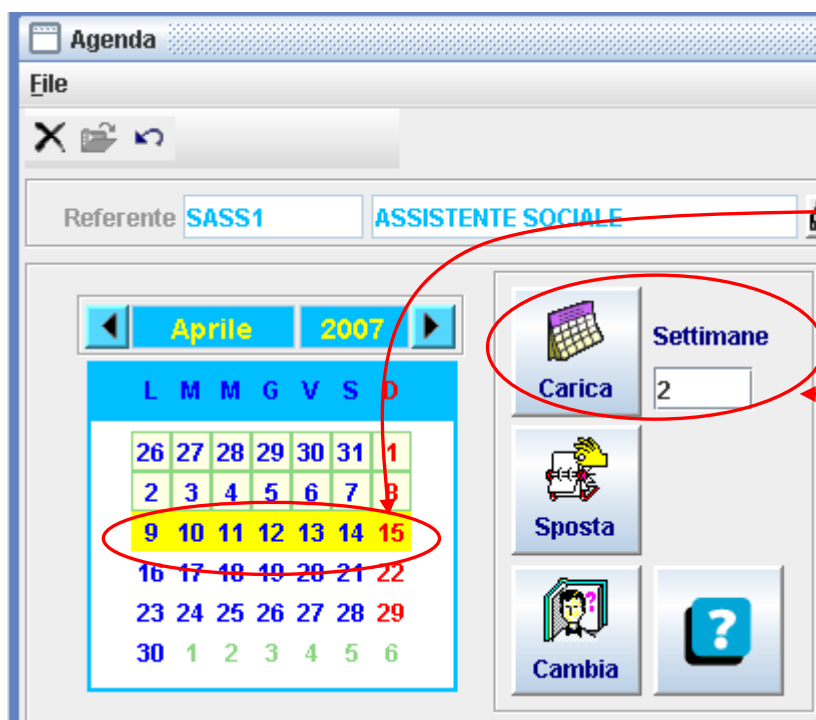 Agenda
File
Referente SASS1 ASSISTENTE SOCIALE
Aprile 2007
L M M G V S D
26 27 28 29 30 31 1
2 3 4 5 6 7 8
9 10 11 12 13 14 15
16 17 18 19 20 21 22
23 24 25 26 27 28 29
30 1 2 3 4 5 6
Carica
Settimane
2
Sposta
Cambia
?